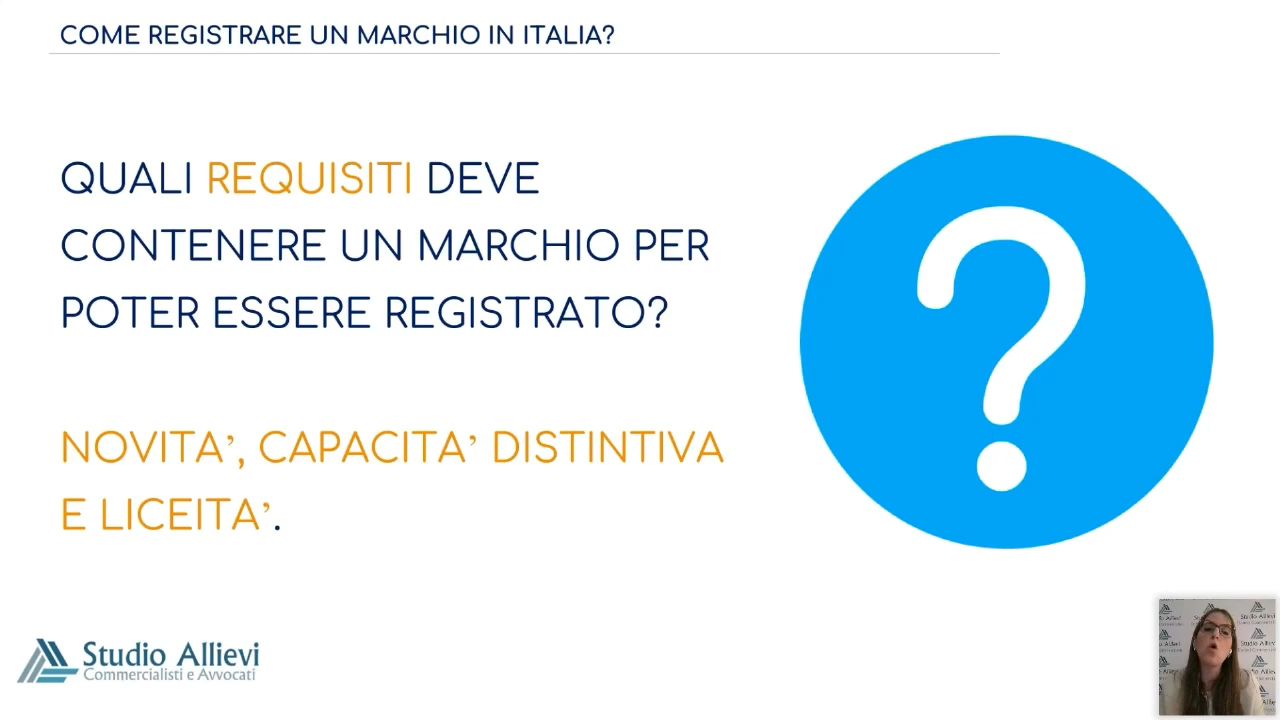 COME REGISTRARE UN MARCHIO IN ITALIA?
QUALI REQUISITI DEVE
CONTENERE UN MARCHIO PER
POTER ESSERE REGISTRATO?
NOVITA’, CAPACITA’ DISTINTIVA
E LICEITA’.
Studio Allievi
Commercialisti e Avvocati